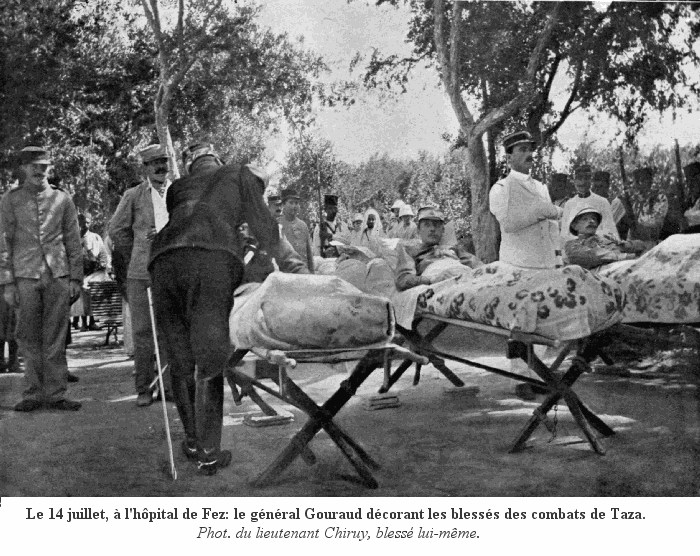 Le 14 juillet, à l'hôpital de Fez: le général Gouraud décorant les blessés des combats de Taza.
Phot. du lieutenant Chiruy, blessé lui-même.